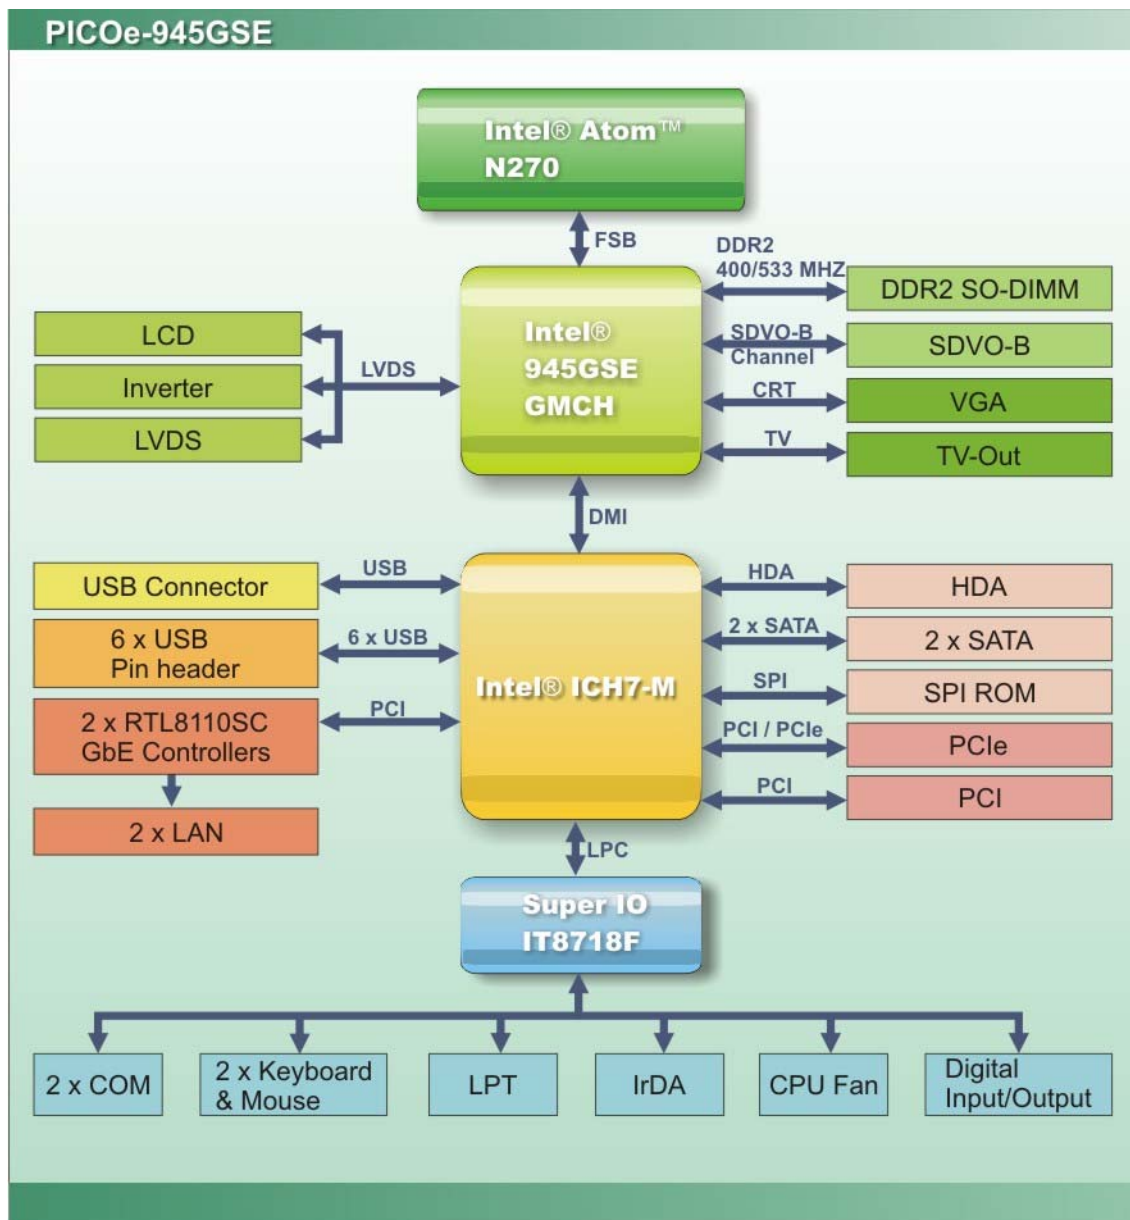 PICOe-945GSE
Intel® Atom™
N270
FSB
DDR2
400/533 MHZ
DDR2 SO-DIMM
LCD
Inverter
LVDS
LVDS
Intel®
945GSE
GMCH
SDVO-B
Channel
SDVO-B
CRT
VGA
TV
TV-Out
DMI
USB Connector
USB
6 x USB
Pin header
6 x USB
2 x RTL8110SC
GbE Controllers
PCI
2 x LAN
Intel® ICH7-M
HDA
HDA
2 x SATA
2 x SATA
SPI
SPI ROM
PCI / PCIe
PCIe
PCI
PCI
LPC
Super IO
IT8718F
2 x COM
2 x Keyboard
& Mouse
LPT
IrDA
CPU Fan
Digital
Input/Output